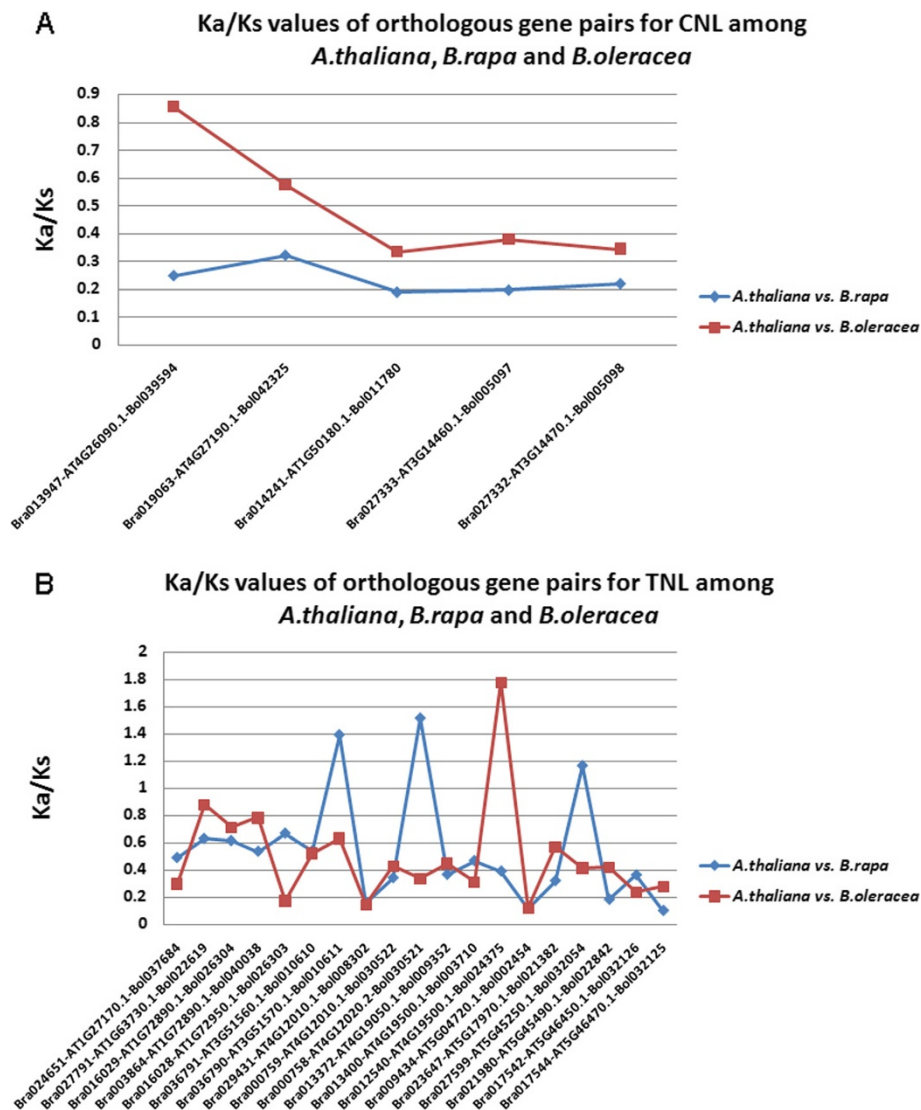 A
Ka/Ks values of orthologous gene pairs for CNL among
A.thaliana, B.rapa and B.oleracea
0.9
0.8
0.7
0.6
0.5
0.4
0.3
0.2
0.1
0
Ka/Ks
Bra013947-AT4G26090.1-Bol039594
Bra019063-AT4G27190.1-Bol042325
Bra014241-AT1G50180.1-Bol011780
Bra027333-AT3G14460.1-Bol005097
Bra027332-AT3G14470.1-Bol005098
A.thaliana vs. B.rapa
A.thaliana vs. B.oleracea
B
Ka/Ks values of orthologous gene pairs for TNL among
A.thaliana, B.rapa and B.oleracea
2
1.8
1.6
1.4
1.2
1
0.8
0.6
0.4
0.2
0
Ka/Ks
Bra024651-AT1G27170.1-Bol037684
Bra027791-AT1G63730.1-Bol022619
Bra016029-AT1G72890.1-Bol026304
Bra003864-AT1G72890.1-Bol040038
Bra016028-AT1G72950.1-Bol026303
Bra036791-AT3G51560.1-Bol010610
Bra036790-AT3G51570.1-Bol010611
Bra029431-AT4G12010.1-Bol008302
Bra000759-AT4G12010.1-Bol030522
Bra000758-AT4G12020.2-Bol030521
Bra013372-AT4G19050.1-Bol009352
Bra013400-AT4G19500.1-Bol003710
Bra012540-AT4G19500.1-Bol024375
Bra009434-AT5G04720.1-Bol002454
Bra023647-AT5G17970.1-Bol021382
Bra027599-AT5G45250.1-Bol032054
Bra021980-AT5G45490.1-Bol022842
Bra017542-AT5G46450.1-Bol032126
Bra017544-AT5G46470.1-Bol032125
A.thaliana vs. B.rapa
A.thaliana vs. B.oleracea